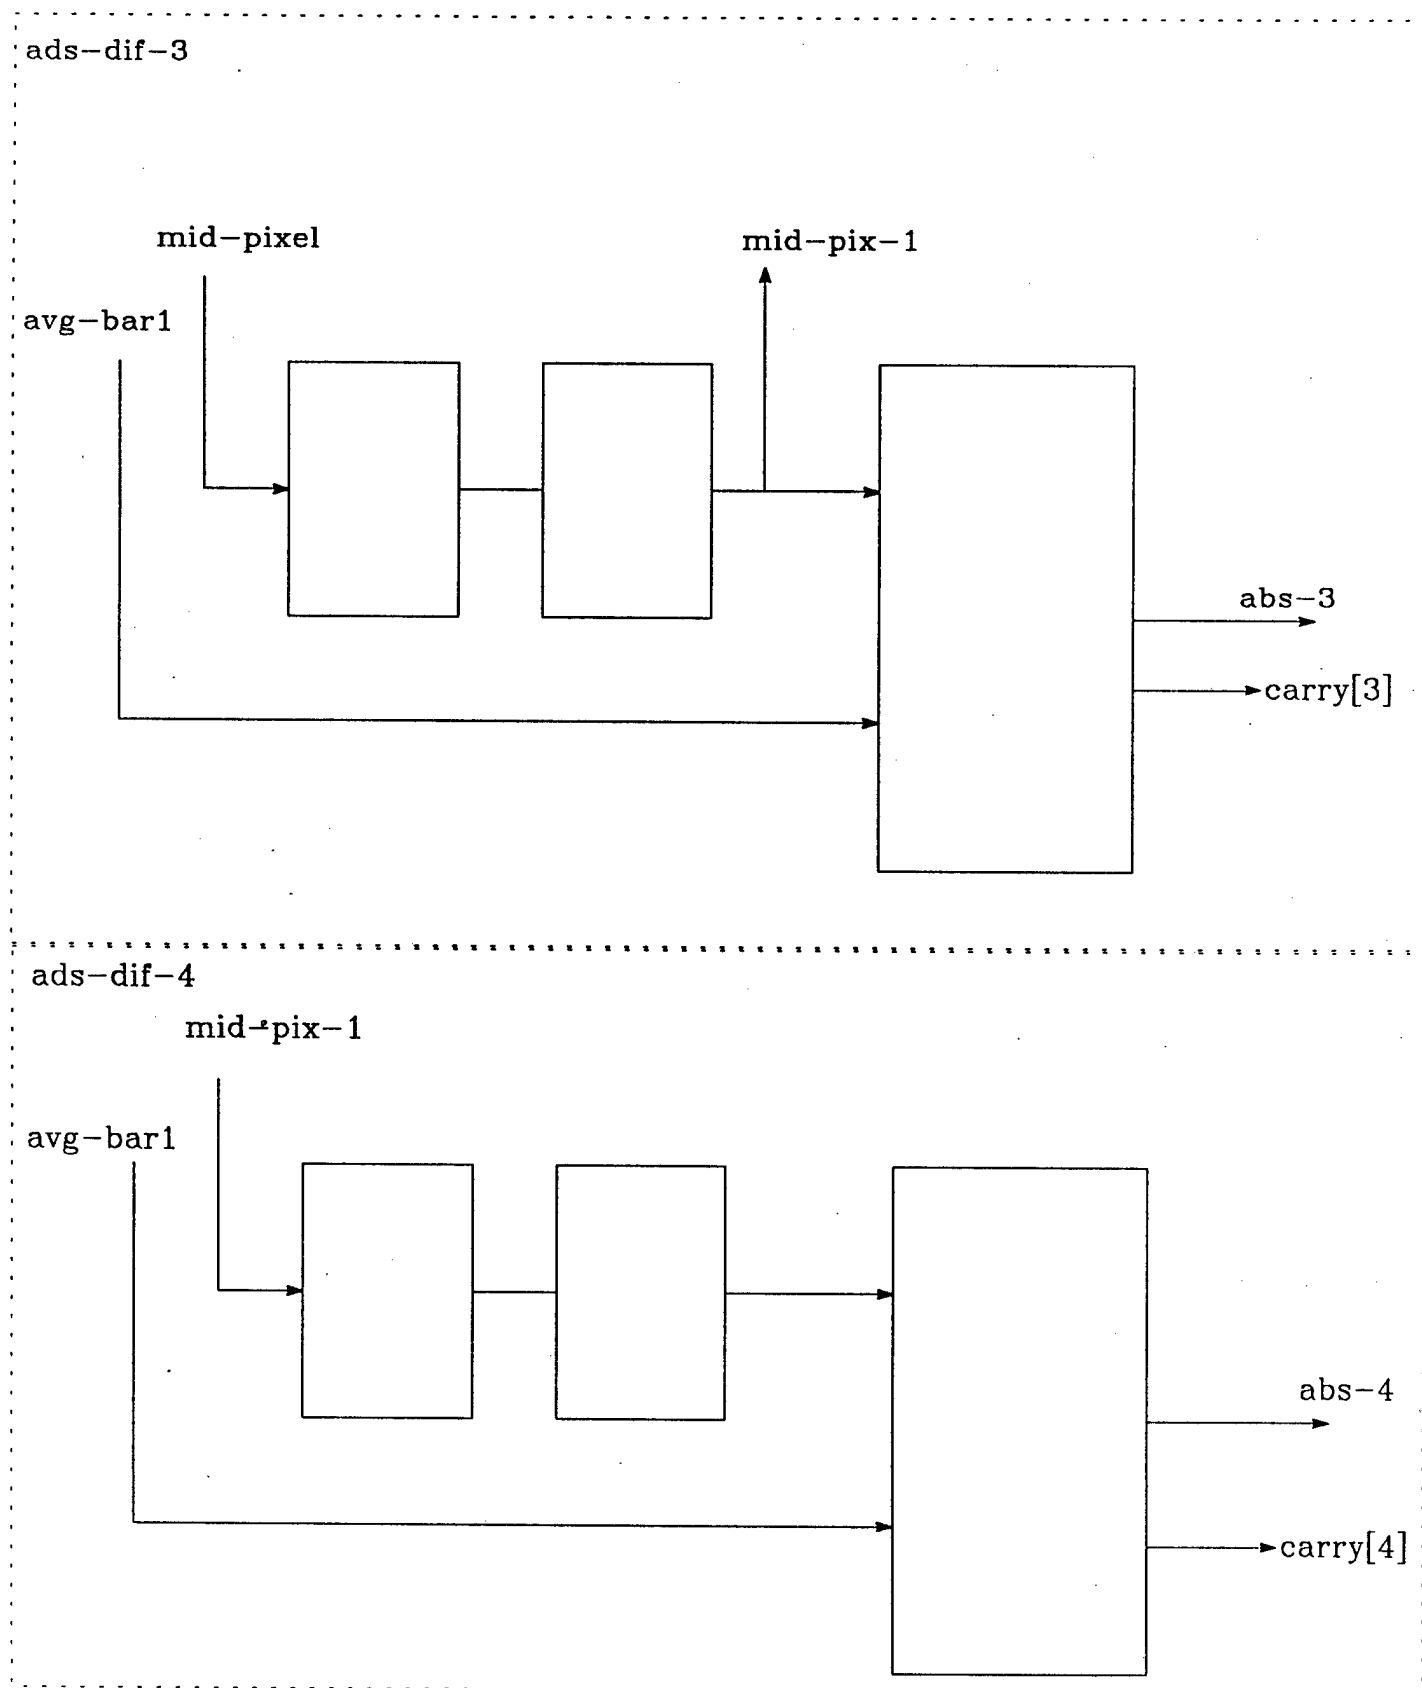 ads-dif-3
mid-pixel
mid-pix-1
avg-bar1
abs-3
carry[3]
ads-dif-4
mid-pix-1
avg-bar1
abs-4
carry[4]